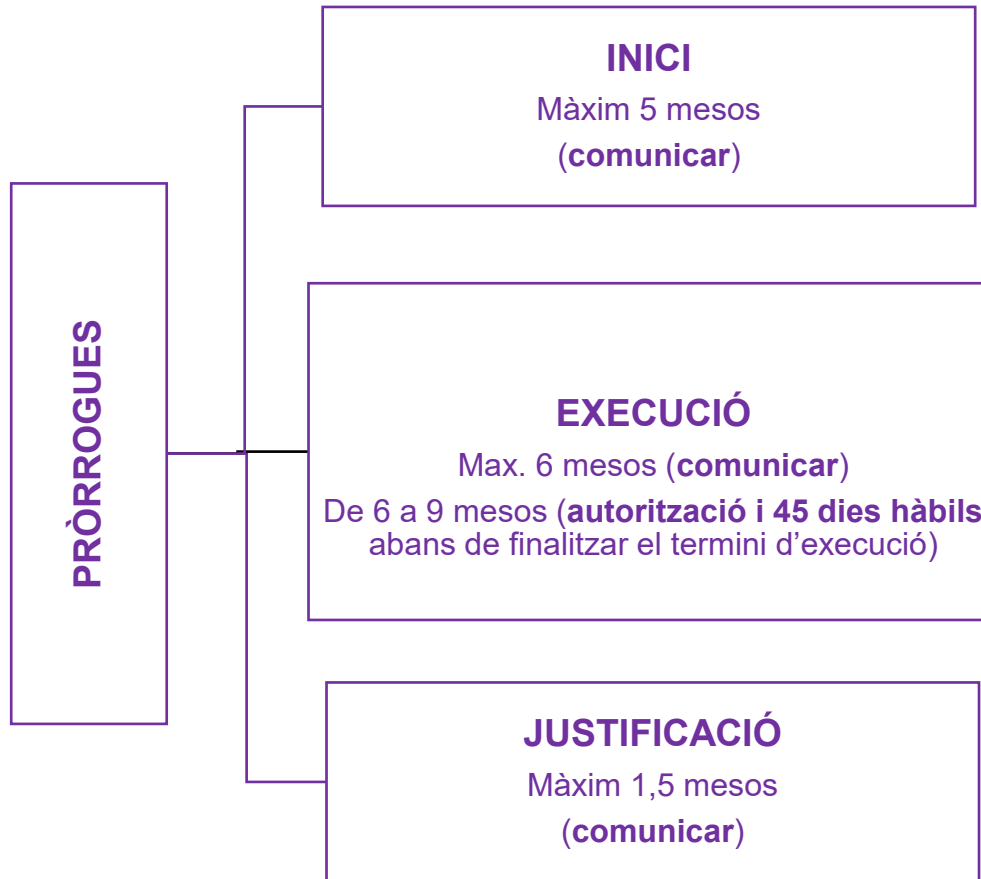 PRÒRROGUES
INICI
Màxim 5 mesos
(comunicar)
EXECUCIÓ
Max. 6 mesos (comunicar)
De 6 a 9 mesos (autorització i 45 dies hàbils
abans de finalitzar el termini d’execució)
JUSTIFICACIÓ
Màxim 1,5 mesos
(comunicar)